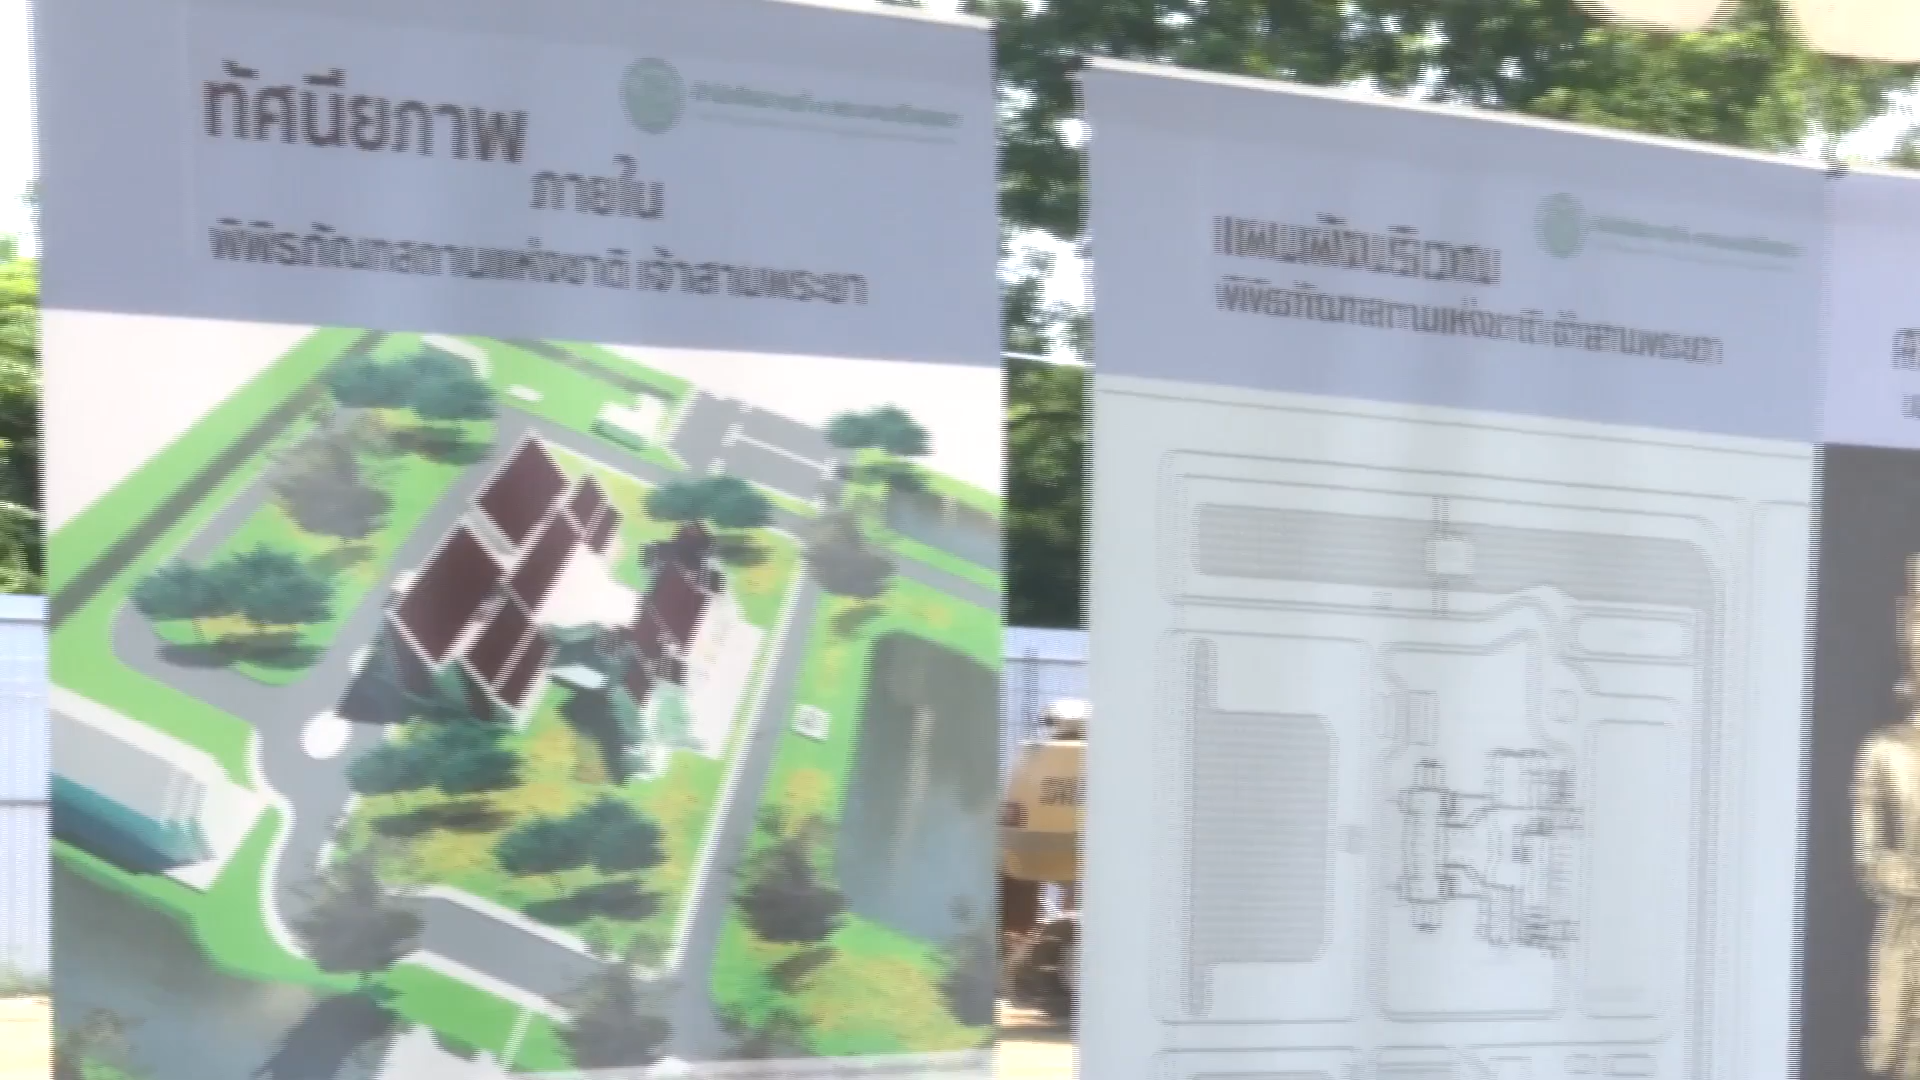 ทัศนียภาพ
ภายใน
พิพิธภัณฑสถานแห่งชาติ เจ้าสามพระยา
แผนผังบริเวณ
พิพิธภัณฑสถานแห่งชาติ เจ้าสามพระยา